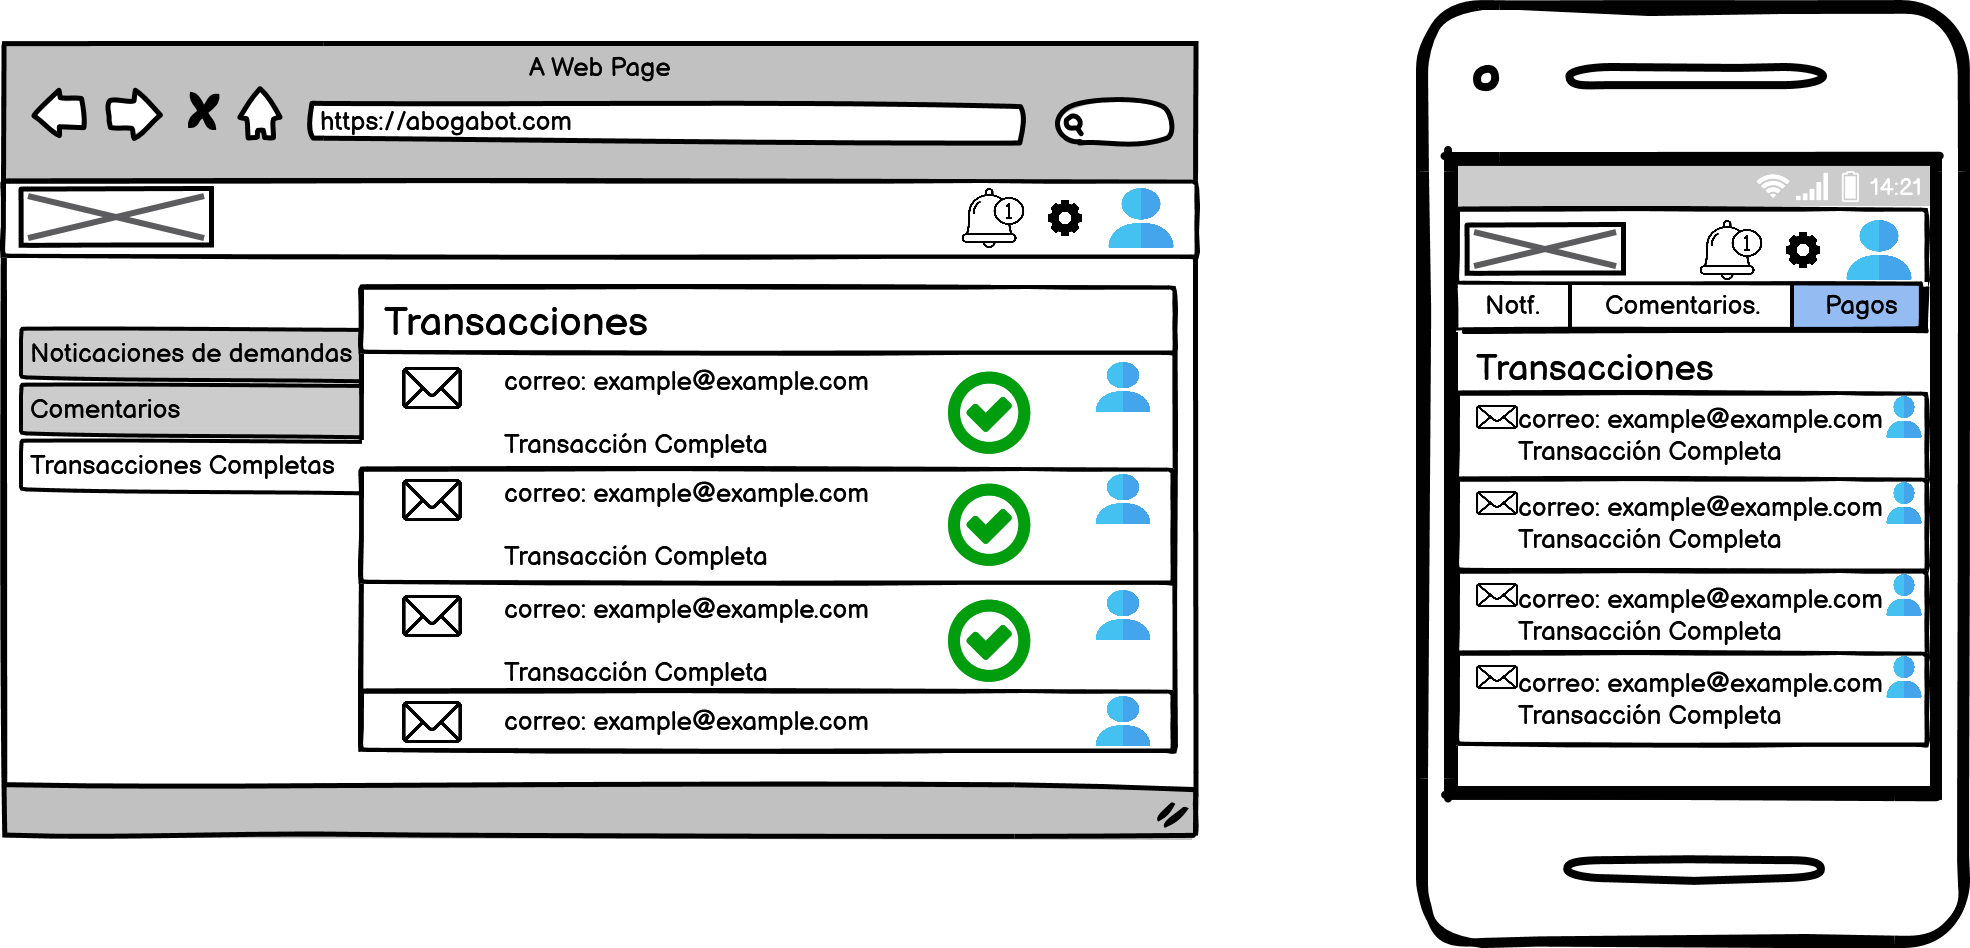 A Web Page
https://abogabot.com
1
Transacciones
Noticaciones de demandas
Comentarios
Transacciones Completas
correo: example@example.com
Transacción Completa
correo: example@example.com
Transacción Completa
correo: example@example.com
Transacción Completa
correo: example@example.com
14:21
1
Notf.
Comentarios.
Pagos
Transacciones
correo: example@example.com
Transacción Completa
correo: example@example.com
Transacción Completa
correo: example@example.com
Transacción Completa
correo: example@example.com
Transacción Completa